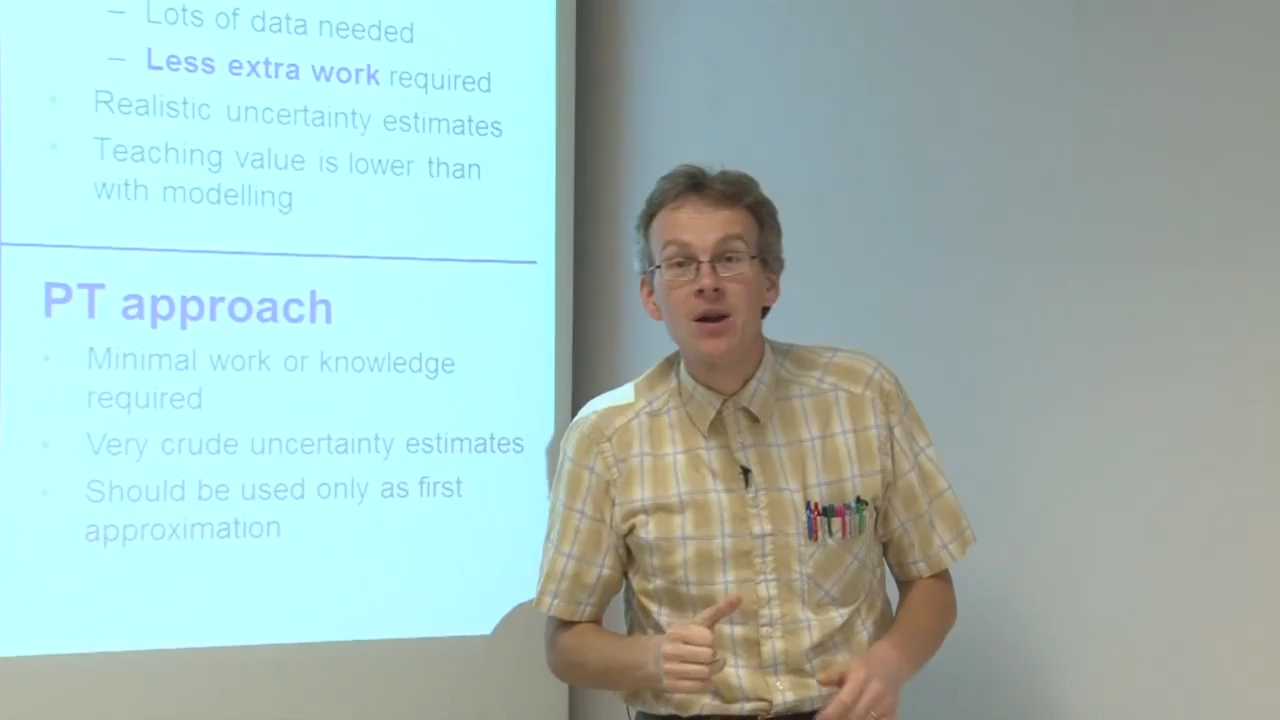 – Lots of data needed
– Less extra work required
• Realistic uncertainty estimates
• Teaching value is lower than
with modelling
PT approach
• Minimal work or knowledge
required
• Very crude uncertainty estimates
• Should be used only as first
approximation